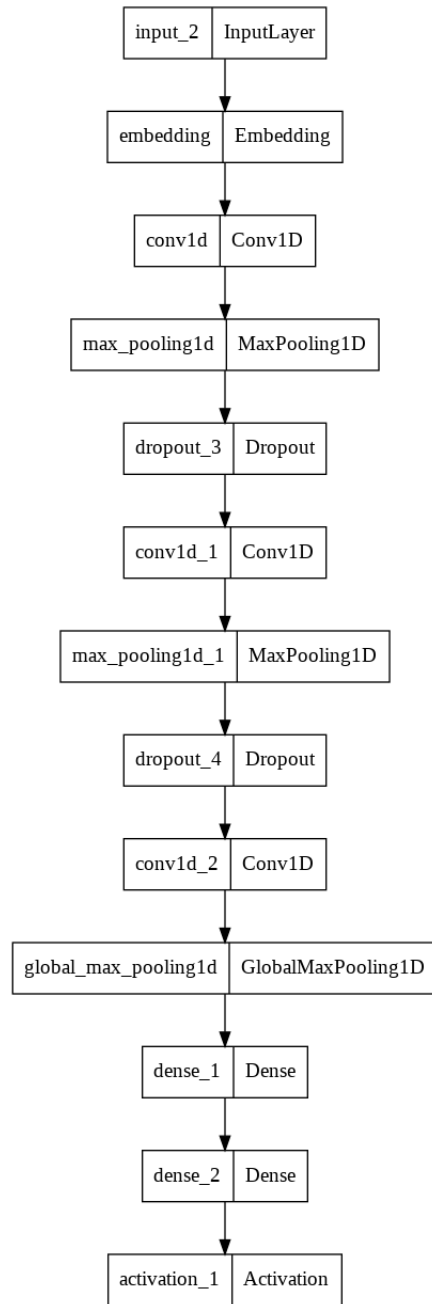 input_2 InputLayer
embedding Embedding
conv1d Conv1D
max_pooling1d MaxPooling1D
dropout_3 Dropout
conv1d_1 Conv1D
max_pooling1d_1 MaxPooling1D
dropout_4 Dropout
conv1d_2 Conv1D
global_max_pooling1d GlobalMaxPooling1D
dense_1 Dense
dense_2 Dense
activation_1 Activation